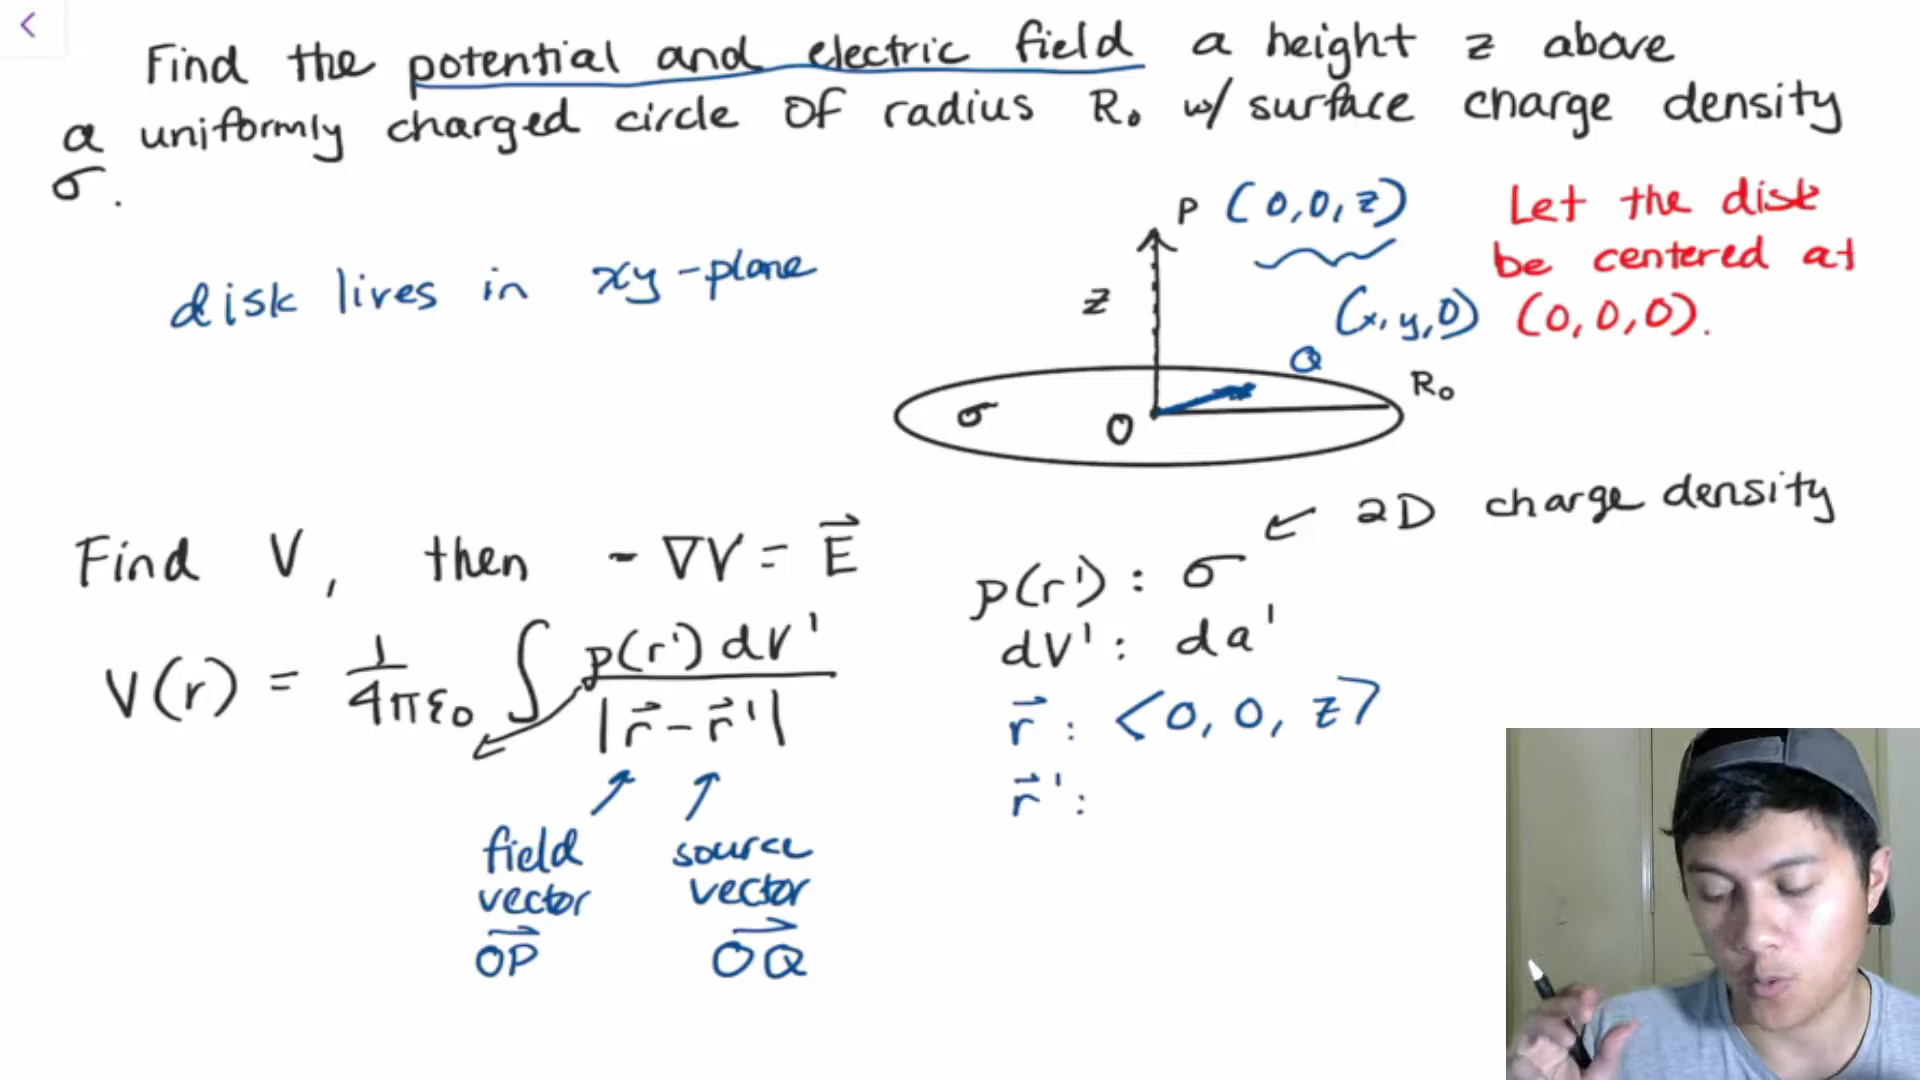 Find the potential and electric field a height z above
a uniformly charged circle of radius R₀ w/ surface charge density
σ.
P (0,0,z)
Let the disk
be centered at
(0,0,0).
disk lives in xy-plane
z
(x,y,0)
Q
R₀
σ
O
2D charge density
Find V, then -∇V = E⃗
V(r) = 1/4πε₀ ∫ ρ(r')dV' / |r⃗ - r⃗'|
ρ(r') : σ
dV' : da'
r⃗ : <0, 0, z>
r⃗' :
field
vector
OP⃗
source
vector
OQ⃗